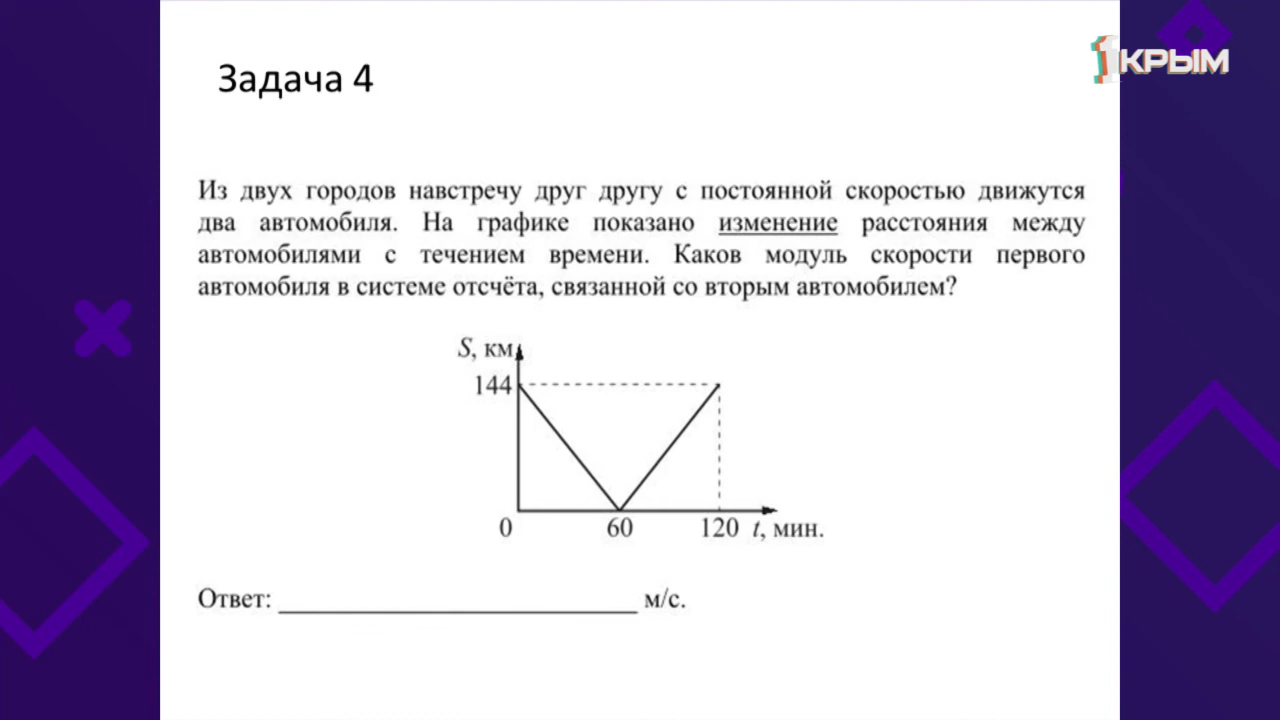 1КРЫМ
Задача 4
Из двух городов навстречу друг другу с постоянной скоростью движутся
два автомобиля. На графике показано изменение расстояния между
автомобилями с течением времени. Каков модуль скорости первого
автомобиля в системе отсчёта, связанной со вторым автомобилем?
S, км
144
0 60 120 t, мин.
Ответ: ___________________________ м/с.